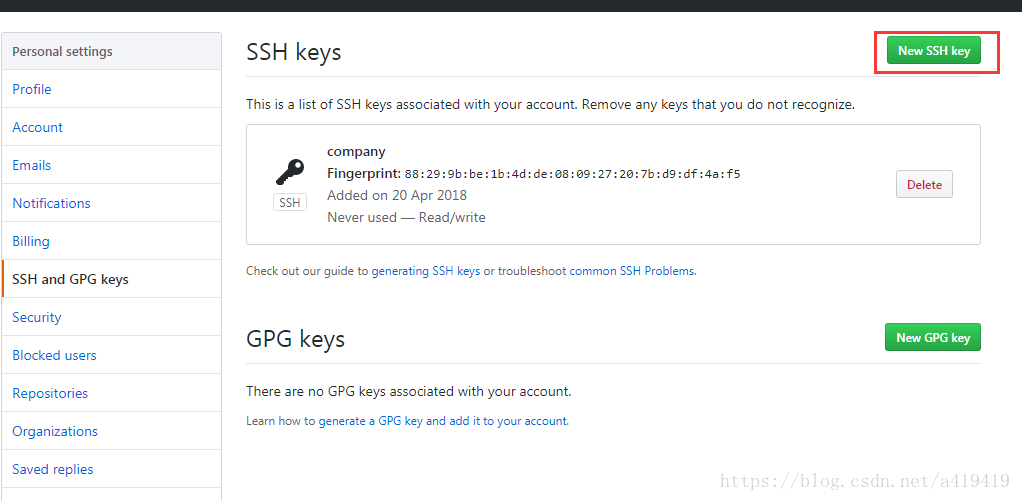 Personal settings
Profile
Account
Emails
Notifications
Billing
SSH and GPG keys
Security
Blocked users
Repositories
Organizations
Saved replies
SSH keys
New SSH key
This is a list of SSH keys associated with your account. Remove any keys that you do not recognize.
company
Fingerprint: 88:29:9b:be:1b:4d:de:08:09:27:20:7b:d9:df:4a:f5
Added on 20 Apr 2018
Never used — Read/write
SSH
Delete
Check out our guide to generating SSH keys or troubleshoot common SSH Problems.
GPG keys
New GPG key
There are no GPG keys associated with your account.
Learn how to generate a GPG key and add it to your account.
https://blog.csdn.net/a419419